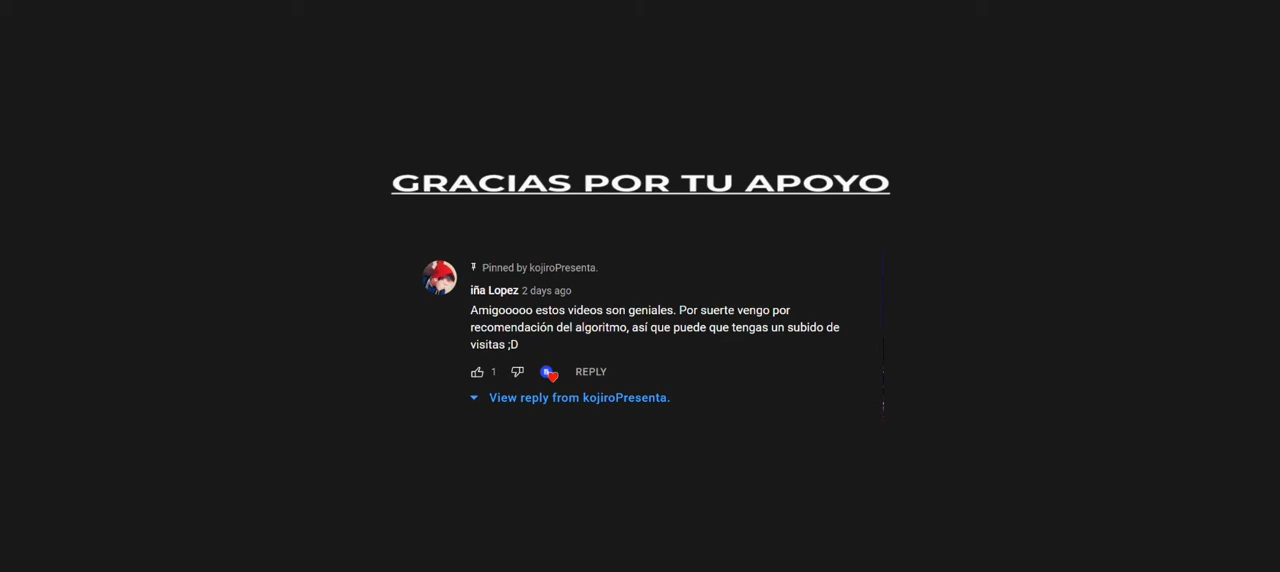 GRACIAS POR TU APOYO
Pinned by kojiroPresenta.
iña Lopez 2 days ago
Amigooooo estos videos son geniales. Por suerte vengo por
recomendación del algoritmo, así que puede que tengas un subido de
visitas ;D
1 REPLY
View reply from kojiroPresenta.